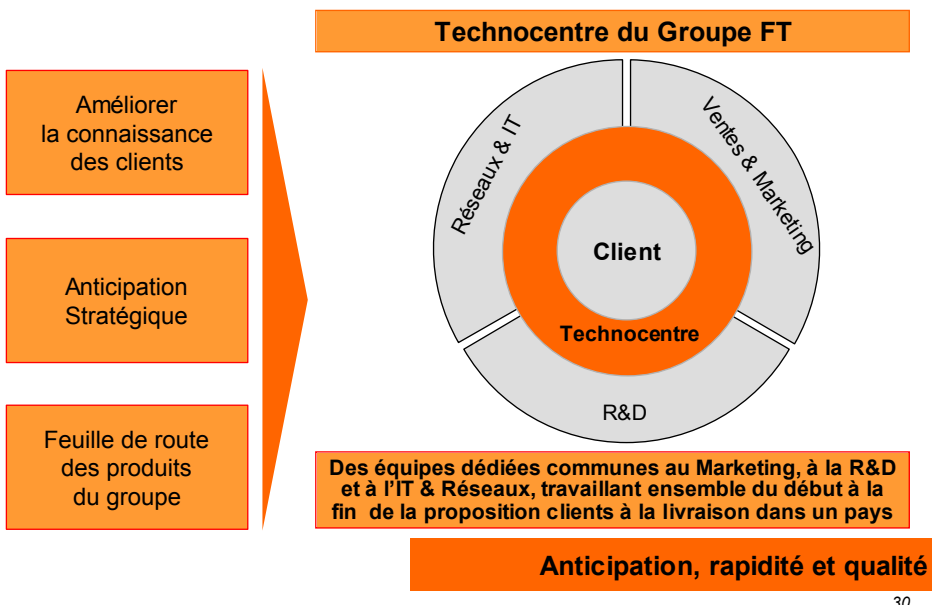 Technocentre du Groupe FT
Améliorer
la connaissance
des clients
Anticipation
Stratégique
Feuille de route
des produits
du groupe
Réseaux & IT
Ventes & Marketing
Client
Technocentre
R&D
Des équipes dédiées communes au Marketing, à la R&D
et à l'IT & Réseaux, travaillant ensemble du début à la
fin de la proposition clients à la livraison dans un pays
Anticipation, rapidité et qualité
30